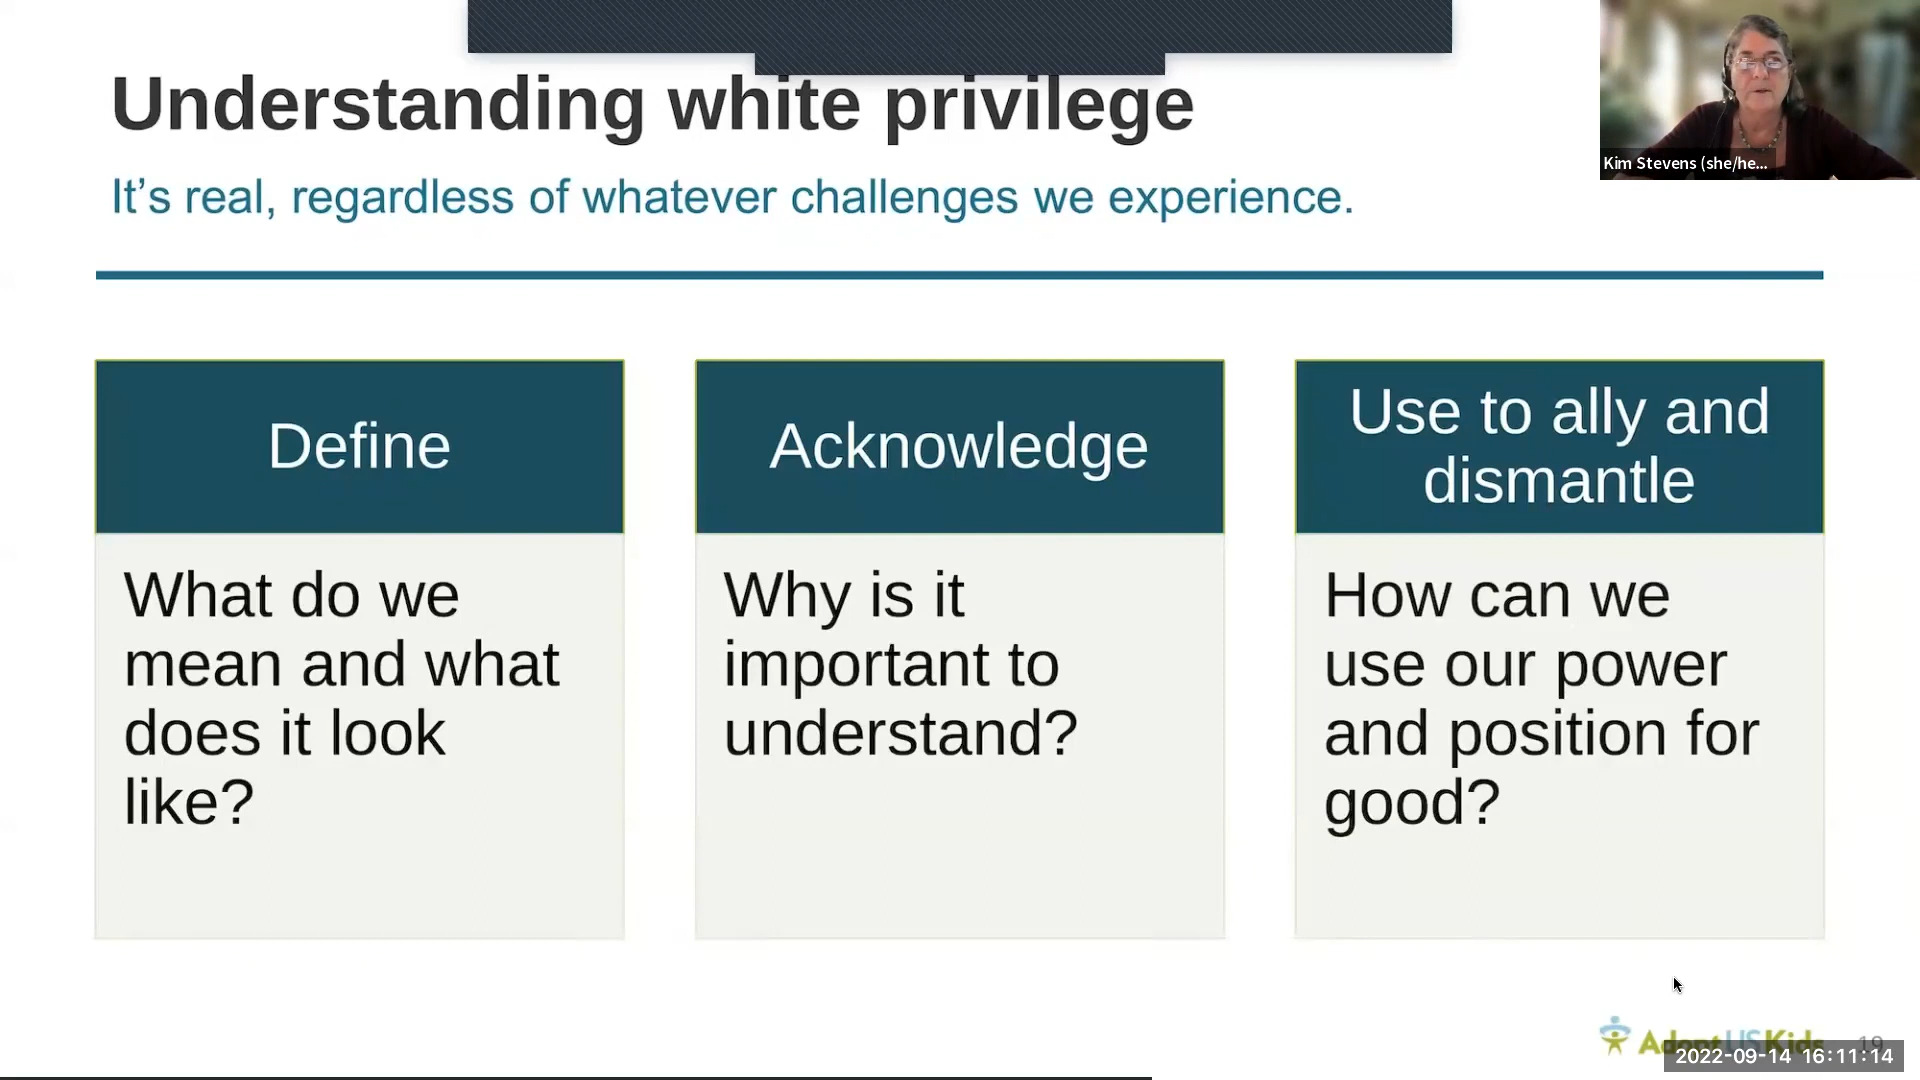 Understanding white privilege
It’s real, regardless of whatever challenges we experience.
Kim Stevens (she/he...
Define
What do we
mean and what
does it look
like?
Acknowledge
Why is it
important to
understand?
Use to ally and
dismantle
How can we
use our power
and position for
good?
AdoptUSKids
19
2022-09-14 16:11:14